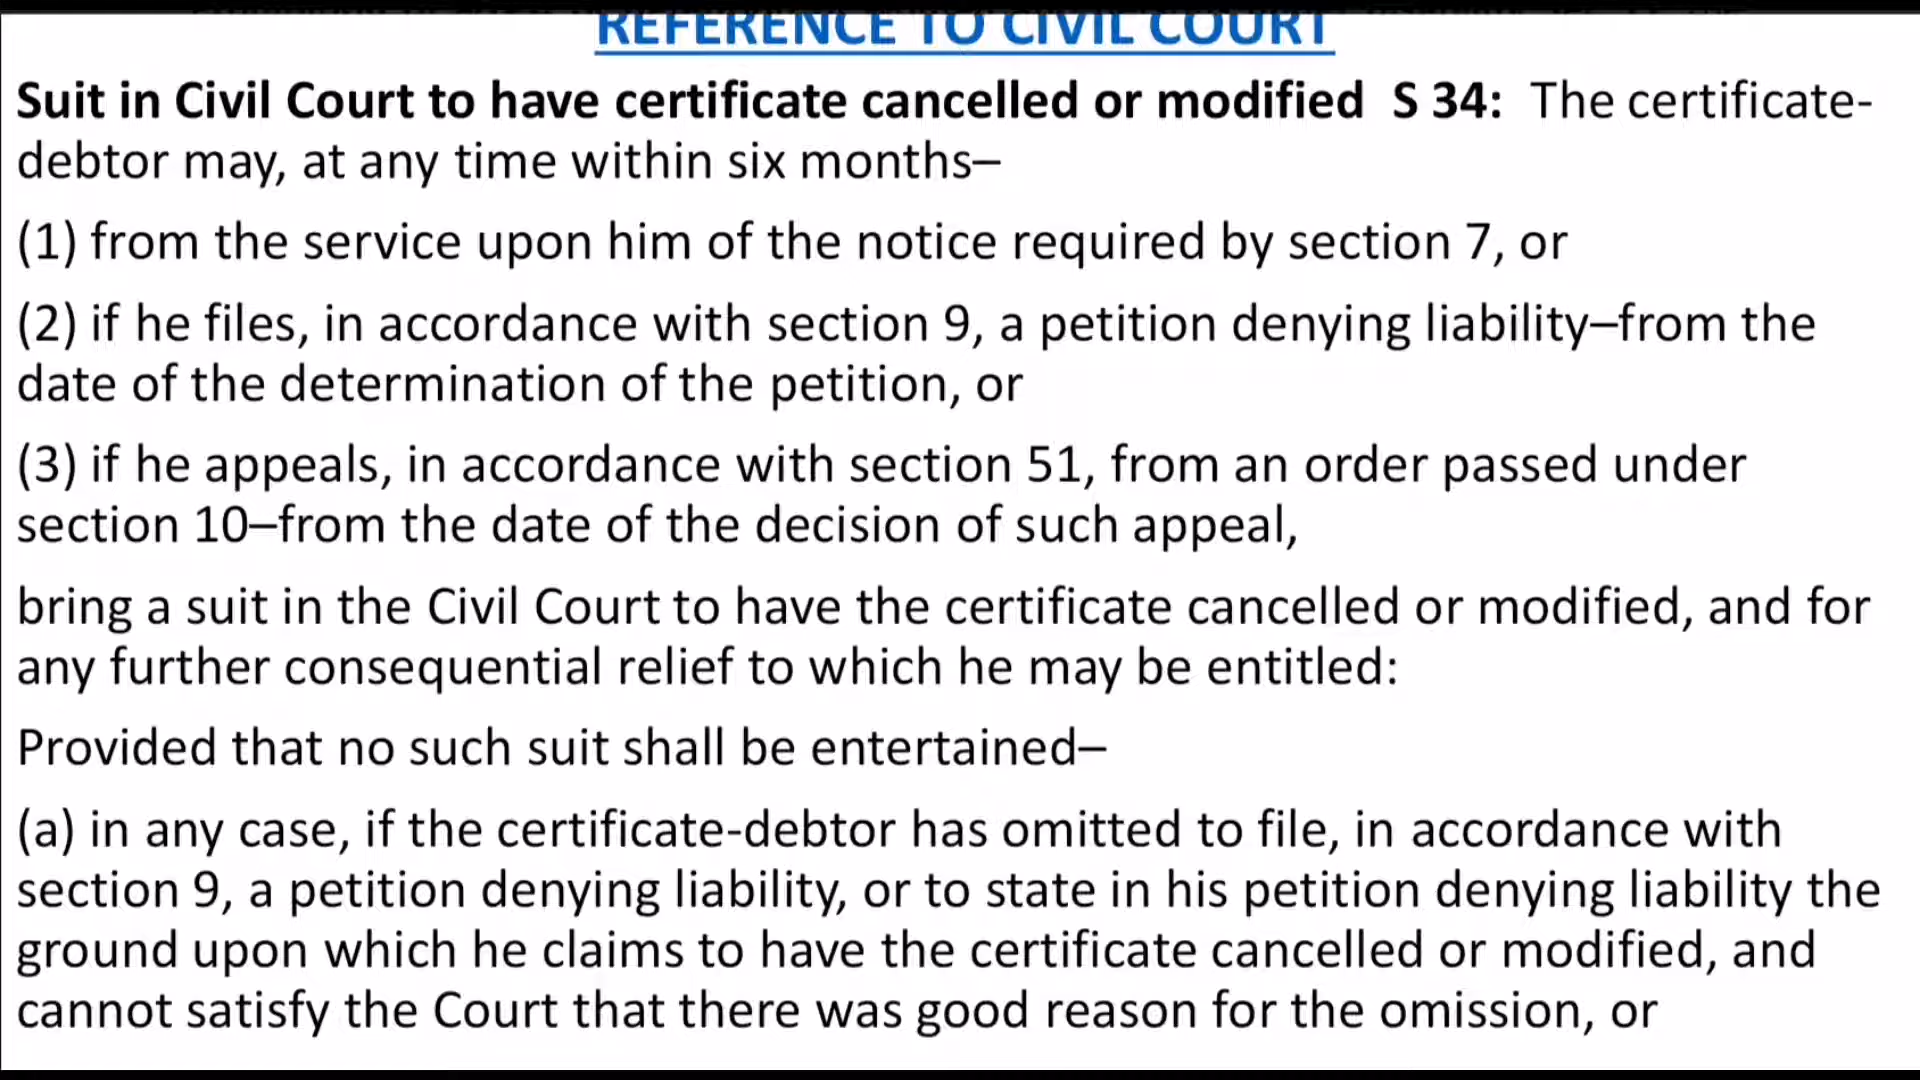 REFERENCE TO CIVIL COURT
Suit in Civil Court to have certificate cancelled or modified S 34: The certificate-
debtor may, at any time within six months–
(1) from the service upon him of the notice required by section 7, or
(2) if he files, in accordance with section 9, a petition denying liability–from the
date of the determination of the petition, or
(3) if he appeals, in accordance with section 51, from an order passed under
section 10–from the date of the decision of such appeal,
bring a suit in the Civil Court to have the certificate cancelled or modified, and for
any further consequential relief to which he may be entitled:
Provided that no such suit shall be entertained–
(a) in any case, if the certificate-debtor has omitted to file, in accordance with
section 9, a petition denying liability, or to state in his petition denying liability the
ground upon which he claims to have the certificate cancelled or modified, and
cannot satisfy the Court that there was good reason for the omission, or